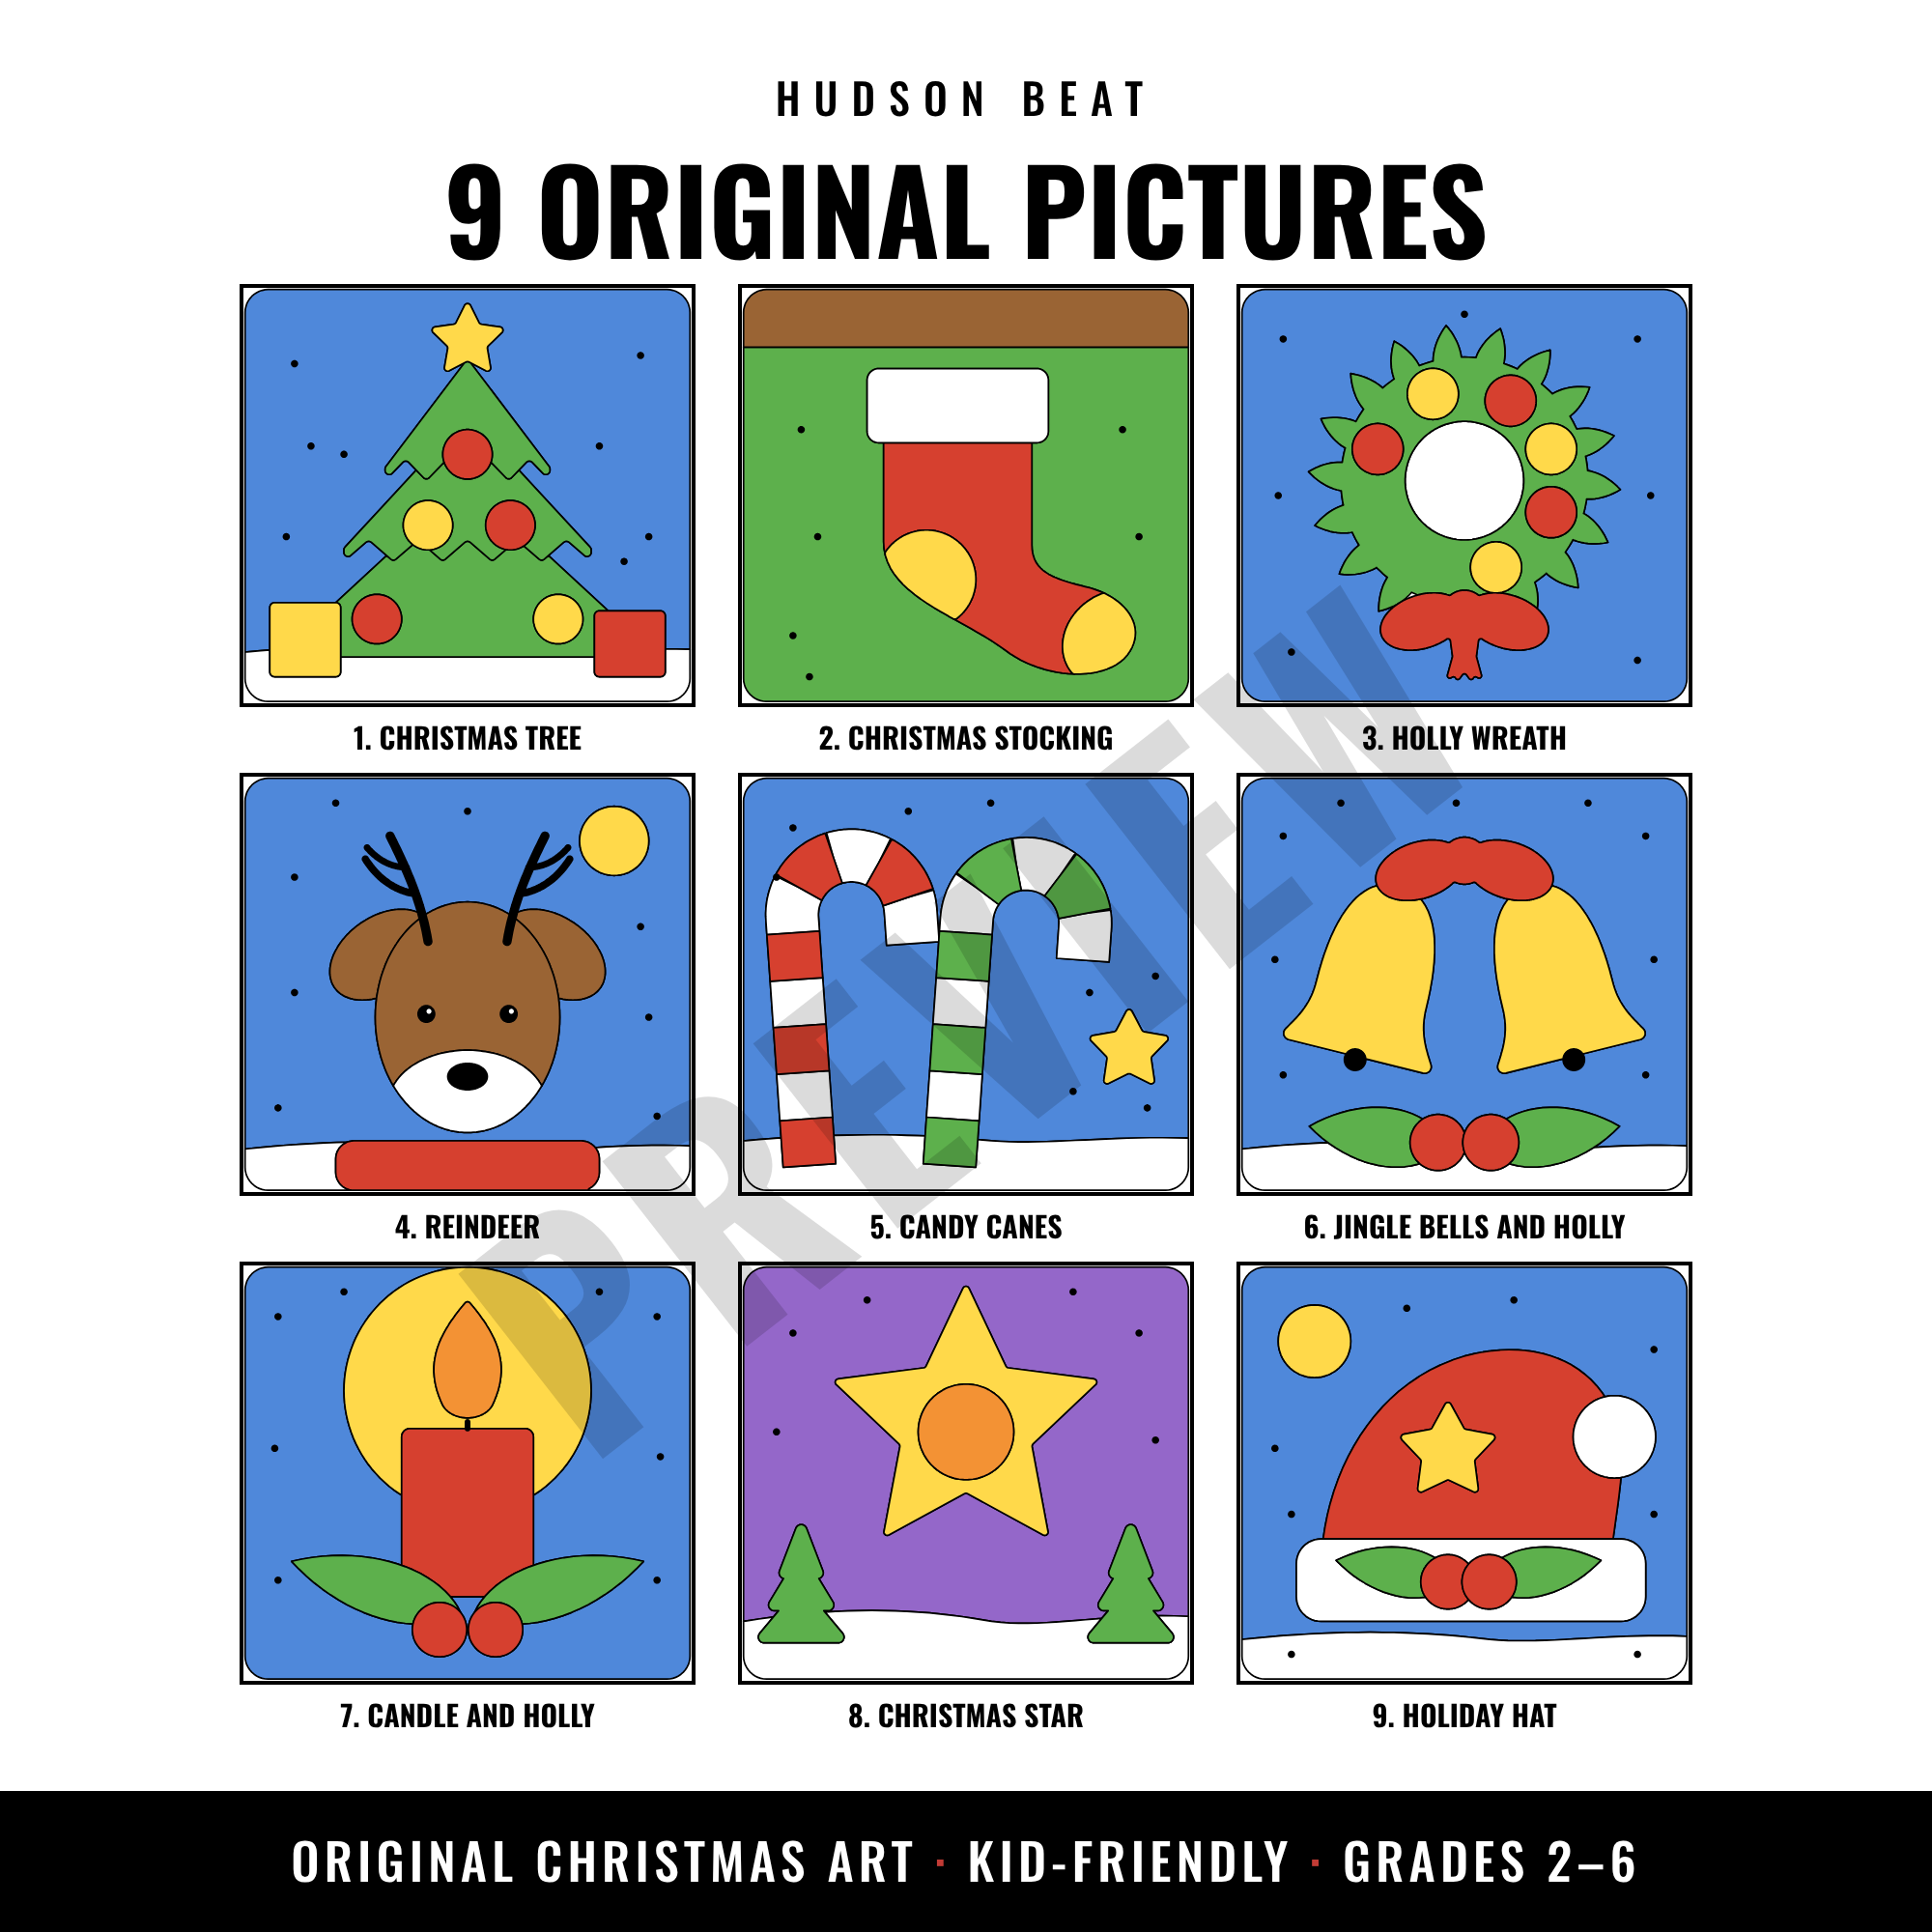 HUDSON BEAT
9 ORIGINAL PICTURES
1. CHRISTMAS TREE
2. CHRISTMAS STOCKING
3. HOLLY WREATH
4. REINDEER
5. CANDY CANES
6. JINGLE BELLS AND HOLLY
7. CANDLE AND HOLLY
8. CHRISTMAS STAR
9. HOLIDAY HAT
PREVIEW
ORIGINAL CHRISTMAS ART · KID-FRIENDLY · GRADES 2–6